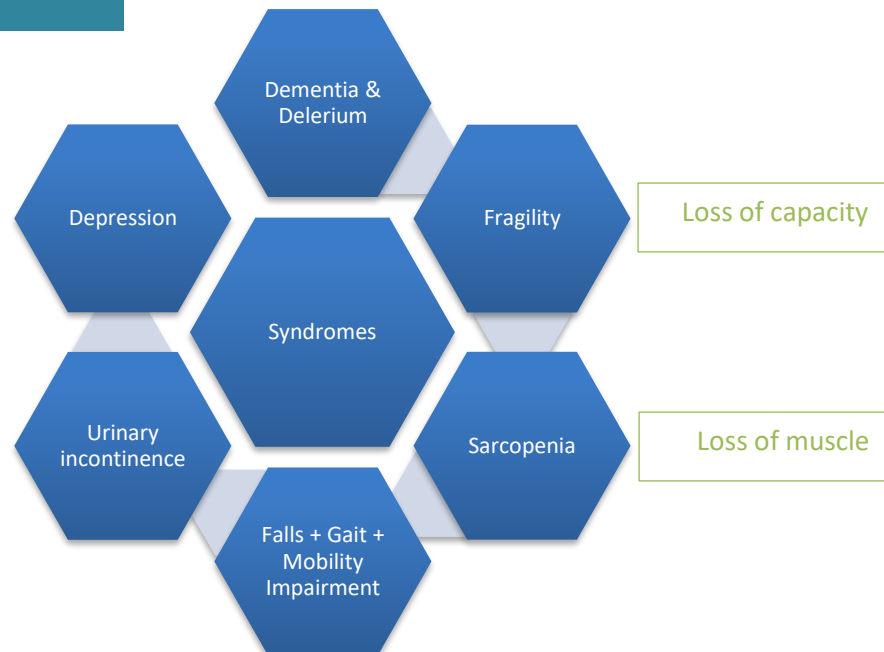 Dementia &
Delerium
Depression
Fragility
Loss of capacity
Syndromes
Urinary
incontinence
Sarcopenia
Loss of muscle
Falls + Gait +
Mobility
Impairment